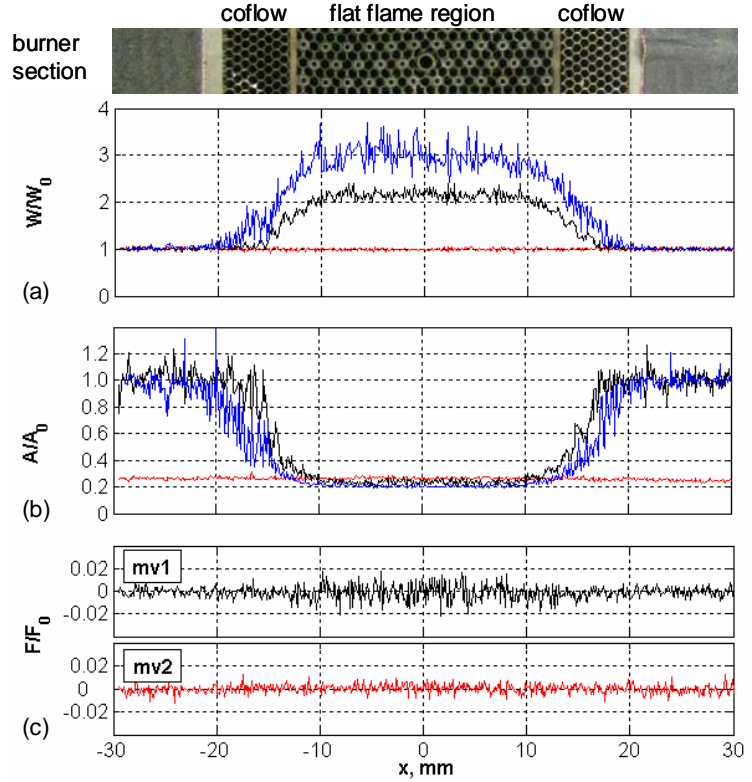 coflow flat flame region coflow
burner
section
4
3
2
1
0
W/W0
(a)
1.2
1.0
0.8
0.6
0.4
0.2
0
A/A0
(b)
mv1
0.02
0
-0.02
F/F0
mv2
0.02
0
-0.02
(c)
-30 -20 -10 0 10 20 30
x, mm